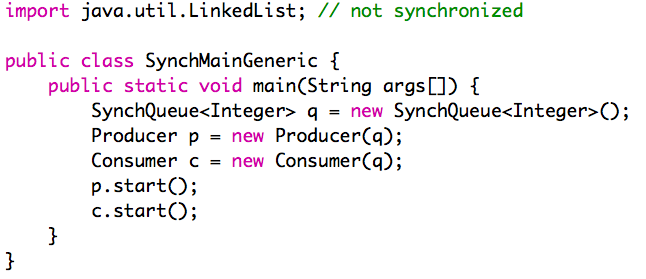 import java.util.LinkedList; // not synchronized
public class SynchMainGeneric {
    public static void main(String args[]) {
        SynchQueue<Integer> q = new SynchQueue<Integer>();
        Producer p = new Producer(q);
        Consumer c = new Consumer(q);
        p.start();
        c.start();
    }
}